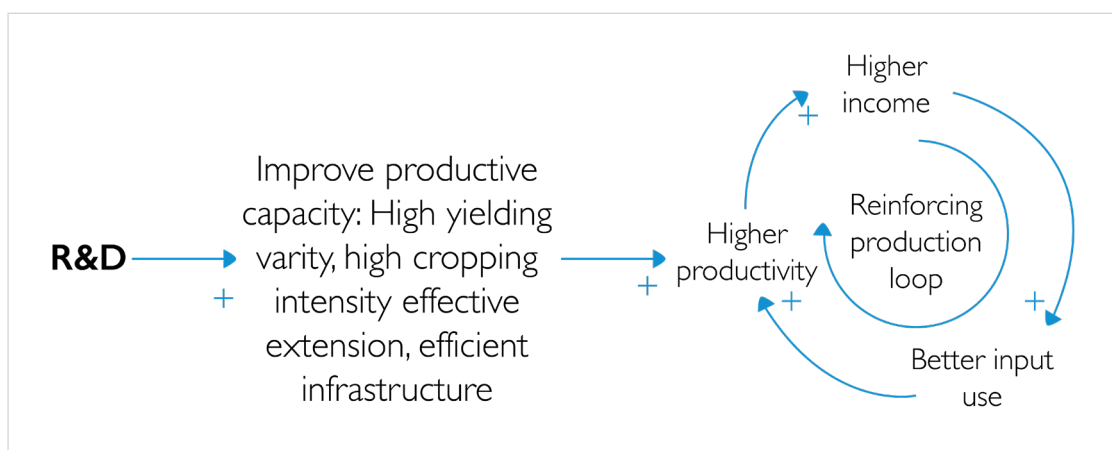 R&D
+
Improve productive
capacity: High yielding
varity, high cropping
intensity effective
extension, efficient
infrastructure
+
Higher
productivity
+
Higher
income
+
Reinforcing
production
loop
+
Better input
use